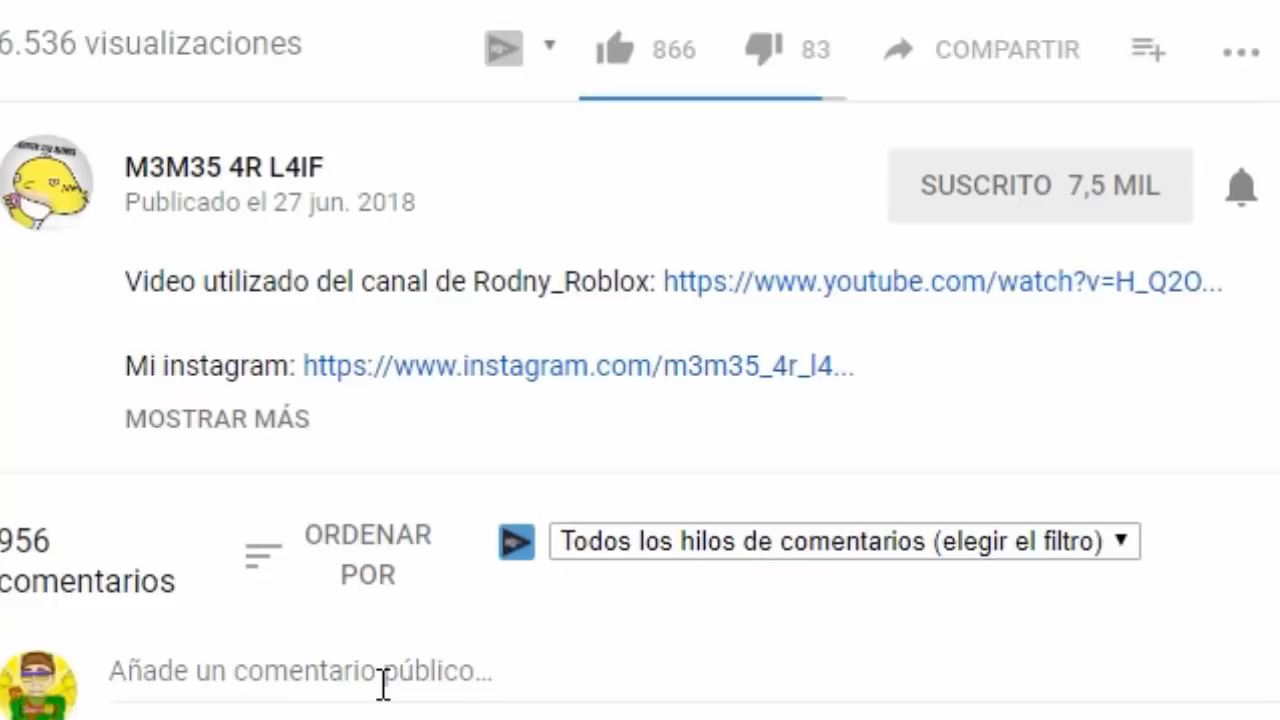 6.536 visualizaciones
866
83
COMPARTIR
M3M35 4R L4IF
Publicado el 27 jun. 2018
SUSCRITO 7,5 MIL
Video utilizado del canal de Rodny_Roblox: https://www.youtube.com/watch?v=H_Q2O...
Mi instagram: https://www.instagram.com/m3m35_4r_l4...
MOSTRAR MÁS
956
comentarios
ORDENAR
POR
Todos los hilos de comentarios (elegir el filtro)
Añade un comentario público...